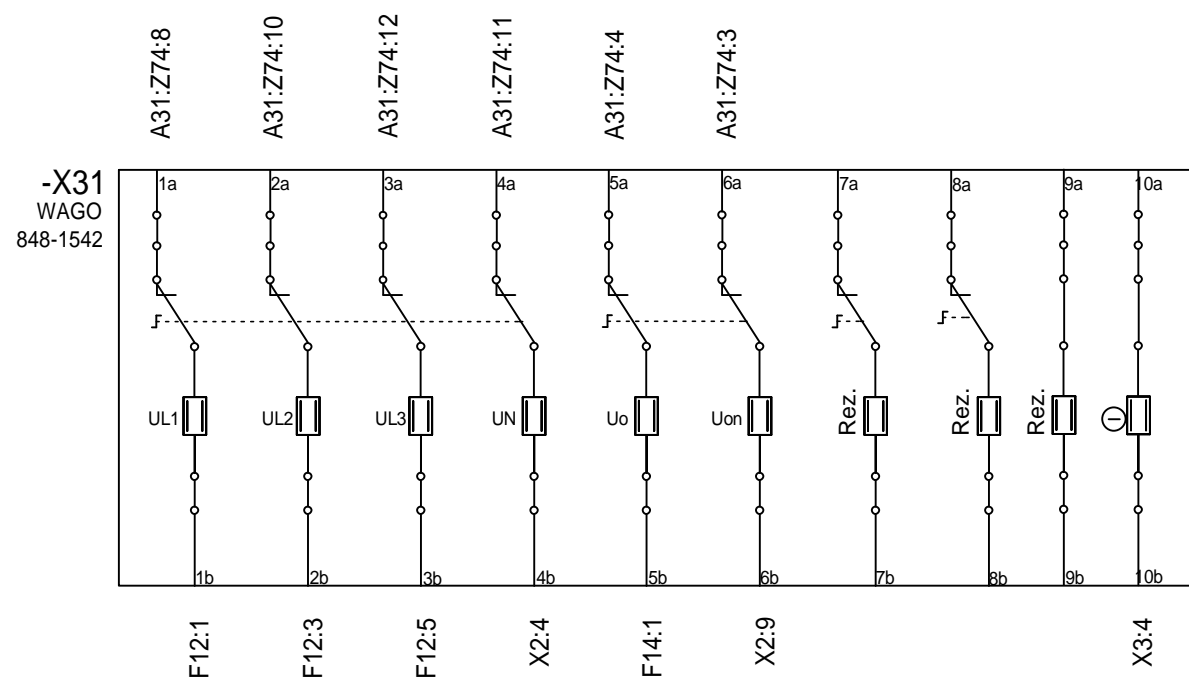 A31:Z74:8
A31:Z74:10
A31:Z74:12
A31:Z74:11
A31:Z74:4
A31:Z74:3
-X31
WAGO
848-1542
1a
2a
3a
4a
5a
6a
7a
8a
9a
10a
UL1
UL2
UL3
UN
Uo
Uon
Rez.
Rez.
Rez.
1b
2b
3b
4b
5b
6b
7b
8b
9b
10b
F12:1
F12:3
F12:5
X2:4
F14:1
X2:9
X3:4